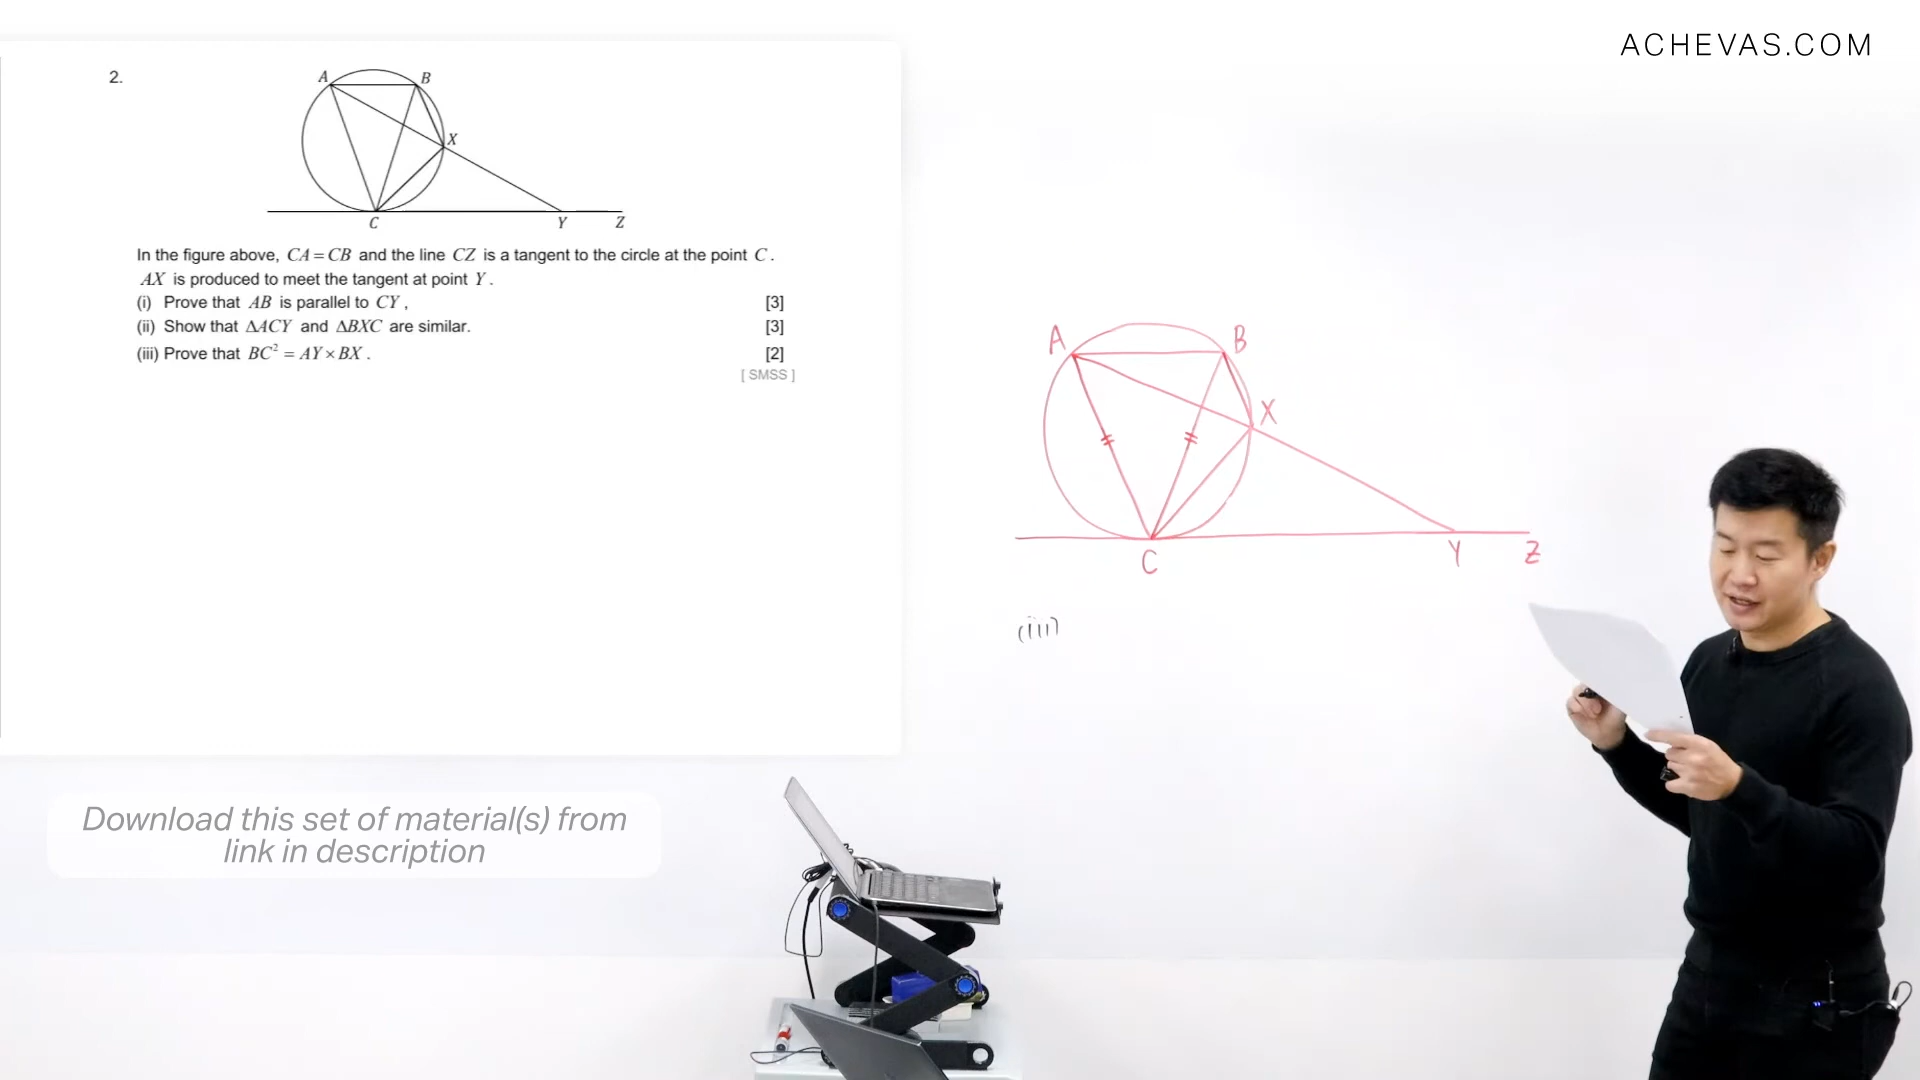 ACHEVAS.COM
2.
A
B
X
C
Y
Z
In the figure above, CA = CB and the line CZ is a tangent to the circle at the point C.
AX is produced to meet the tangent at point Y.
(i) Prove that AB is parallel to CY, [3]
(ii) Show that ΔACY and ΔBXC are similar. [3]
(iii) Prove that BC² = AY × BX. [2]
[ SMSS ]
A
B
X
C
Y
Z
(iii)
Download this set of material(s) from
link in description